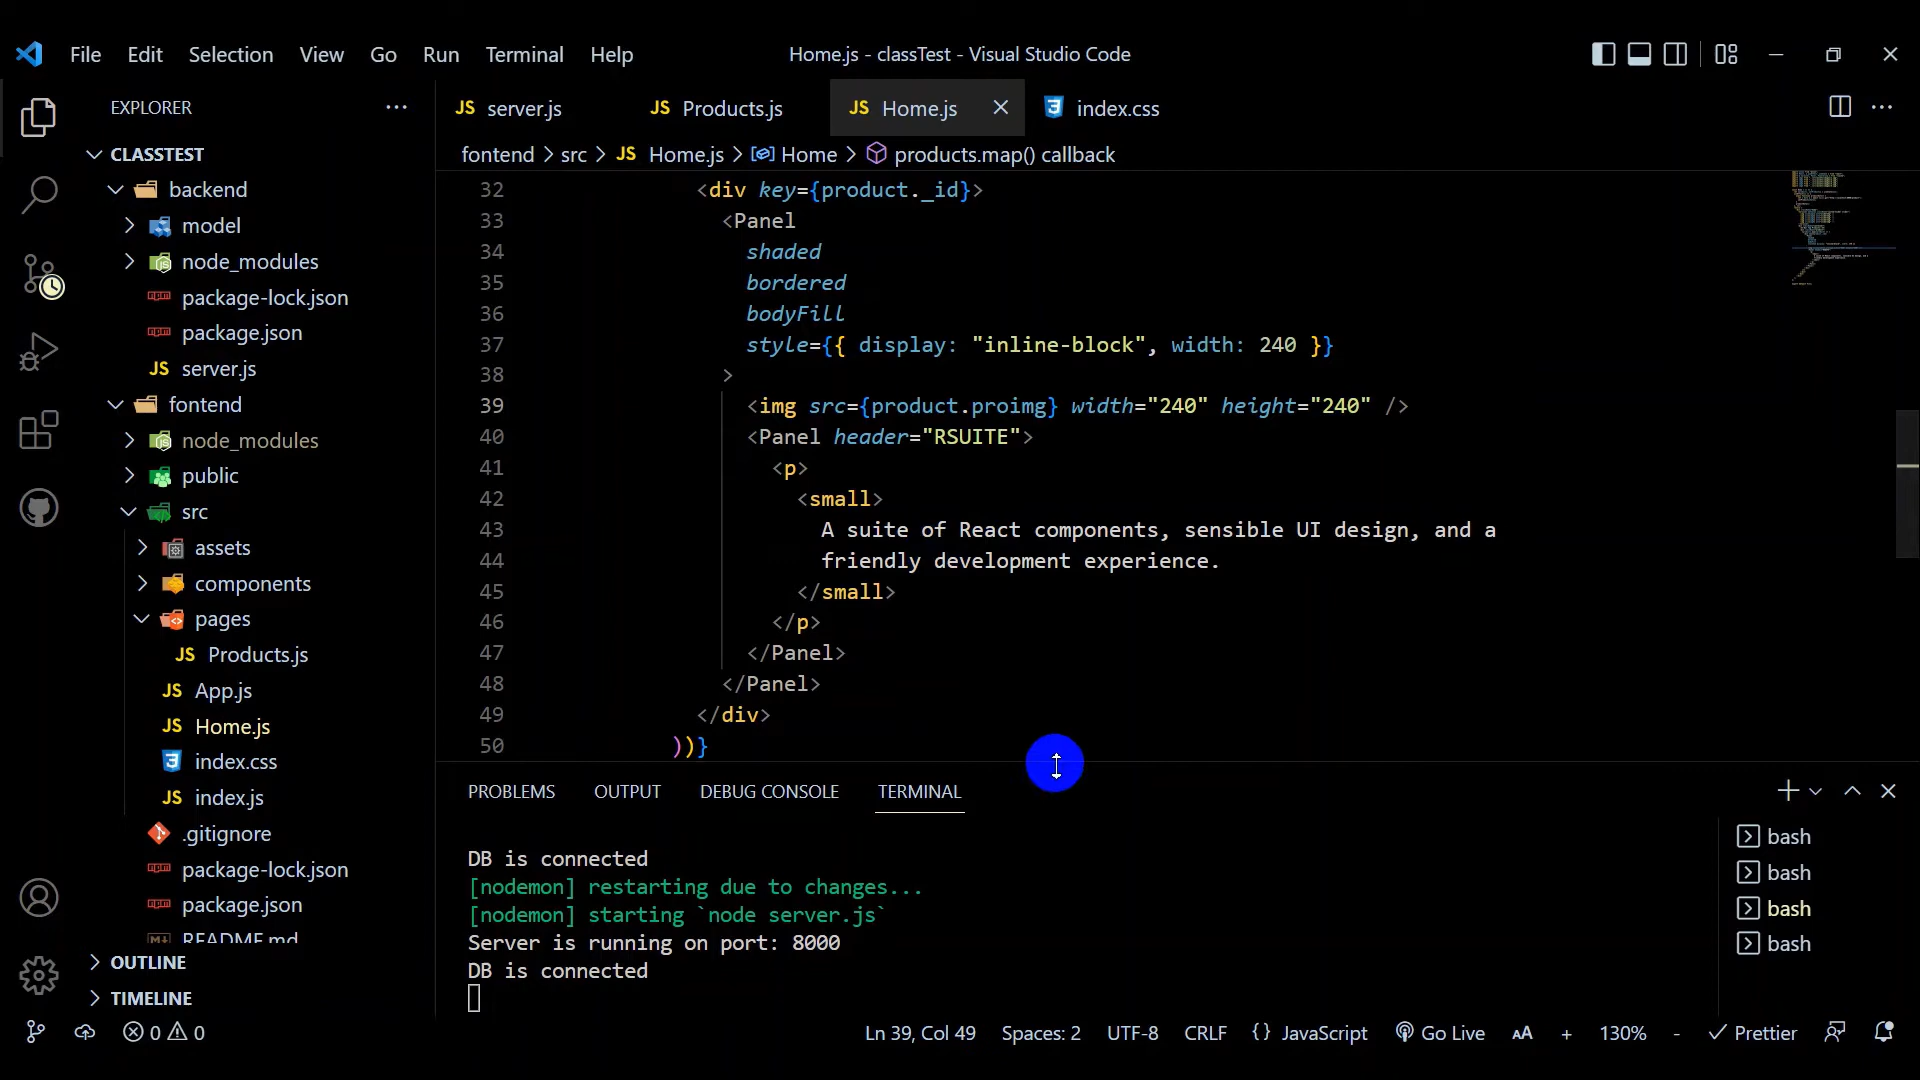 File Edit Selection View Go Run Terminal Help
Home.js - classTest - Visual Studio Code
EXPLORER
CLASSTEST
backend
model
node_modules
package-lock.json
package.json
JS server.js
fontend
node_modules
public
src
assets
components
pages
JS Products.js
JS App.js
JS Home.js
index.css
JS index.js
.gitignore
package-lock.json
package.json
README.md
OUTLINE
TIMELINE
JS server.js JS Products.js JS Home.js index.css
fontend > src > JS Home.js > Home > products.map() callback
32 <div key={product._id}>
33 <Panel
34 shaded
35 bordered
36 bodyFill
37 style={{ display: "inline-block", width: 240 }}
38 >
39 <img src={product.proimg} width="240" height="240" />
40 <Panel header="RSUITE">
41 <p>
42 <small>
43 A suite of React components, sensible UI design, and a
44 friendly development experience.
45 </small>
46 </p>
47 </Panel>
48 </Panel>
49 </div>
50 ))}
PROBLEMS OUTPUT DEBUG CONSOLE TERMINAL
DB is connected
[nodemon] restarting due to changes...
[nodemon] starting `node server.js`
Server is running on port: 8000
DB is connected
bash
bash
bash
bash
0 0 Ln 39, Col 49 Spaces: 2 UTF-8 CRLF {} JavaScript Go Live AA + 130% - Prettier